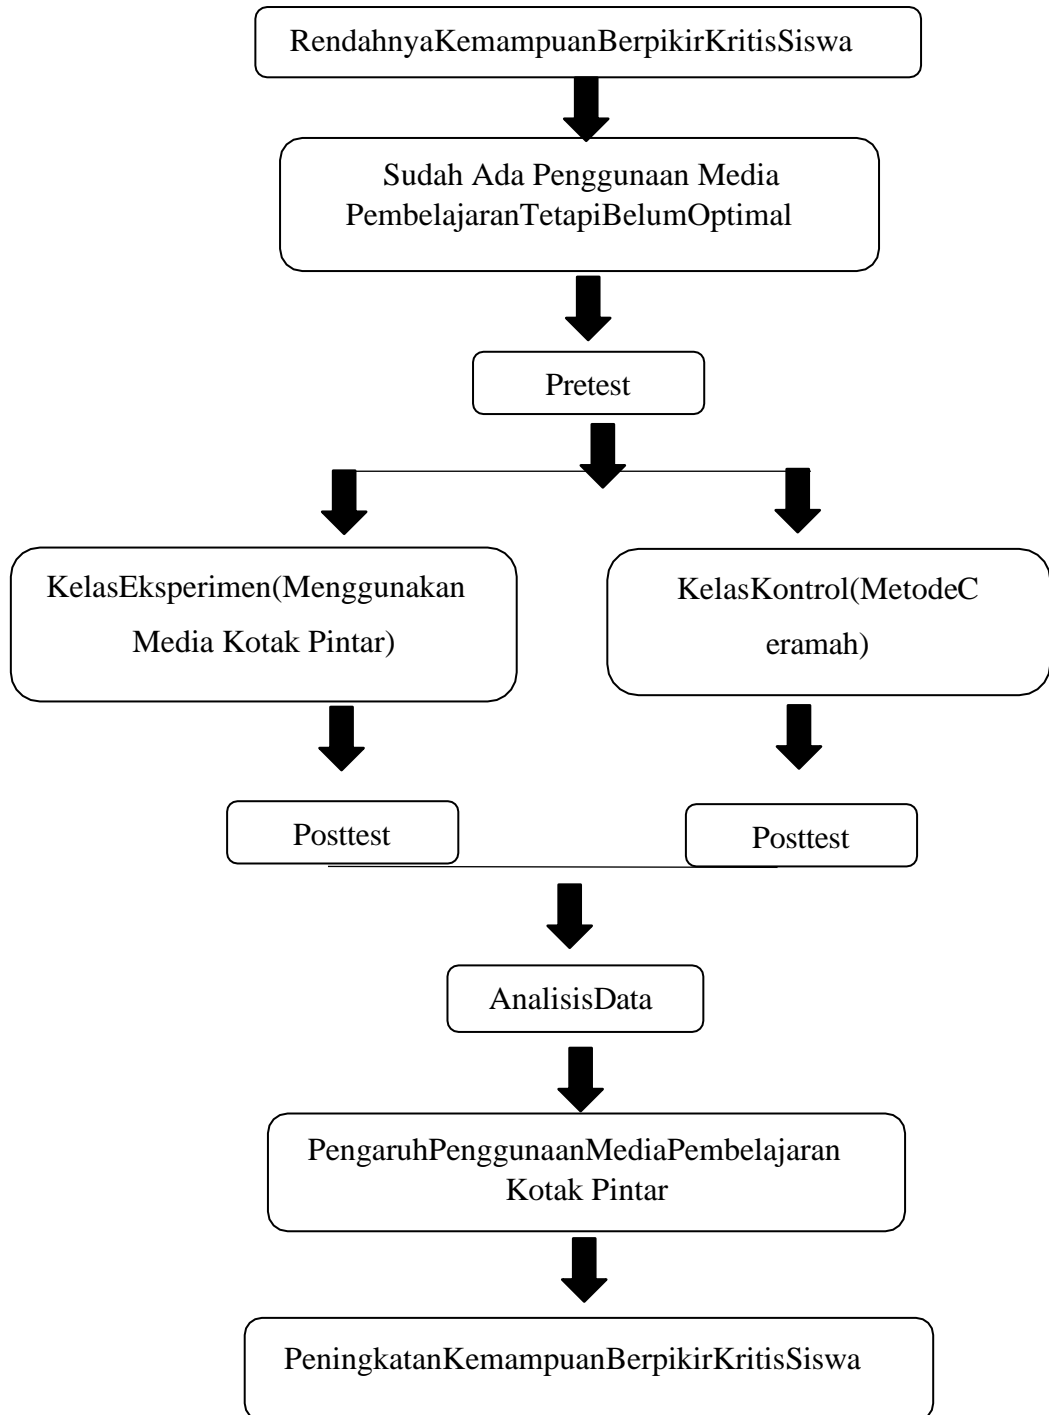 RendahnyaKemampuanBerpikirKritisSiswa
Sudah Ada Penggunaan Media
PembelajaranTetapiBelumOptimal
Pretest
KelasEksperimen(Menggunakan
Media Kotak Pintar)
KelasKontrol(MetodeC
eramah)
Posttest
Posttest
AnalisisData
PengaruhPenggunaanMediaPembelajaran
Kotak Pintar
PeningkatanKemampuanBerpikirKritisSiswa